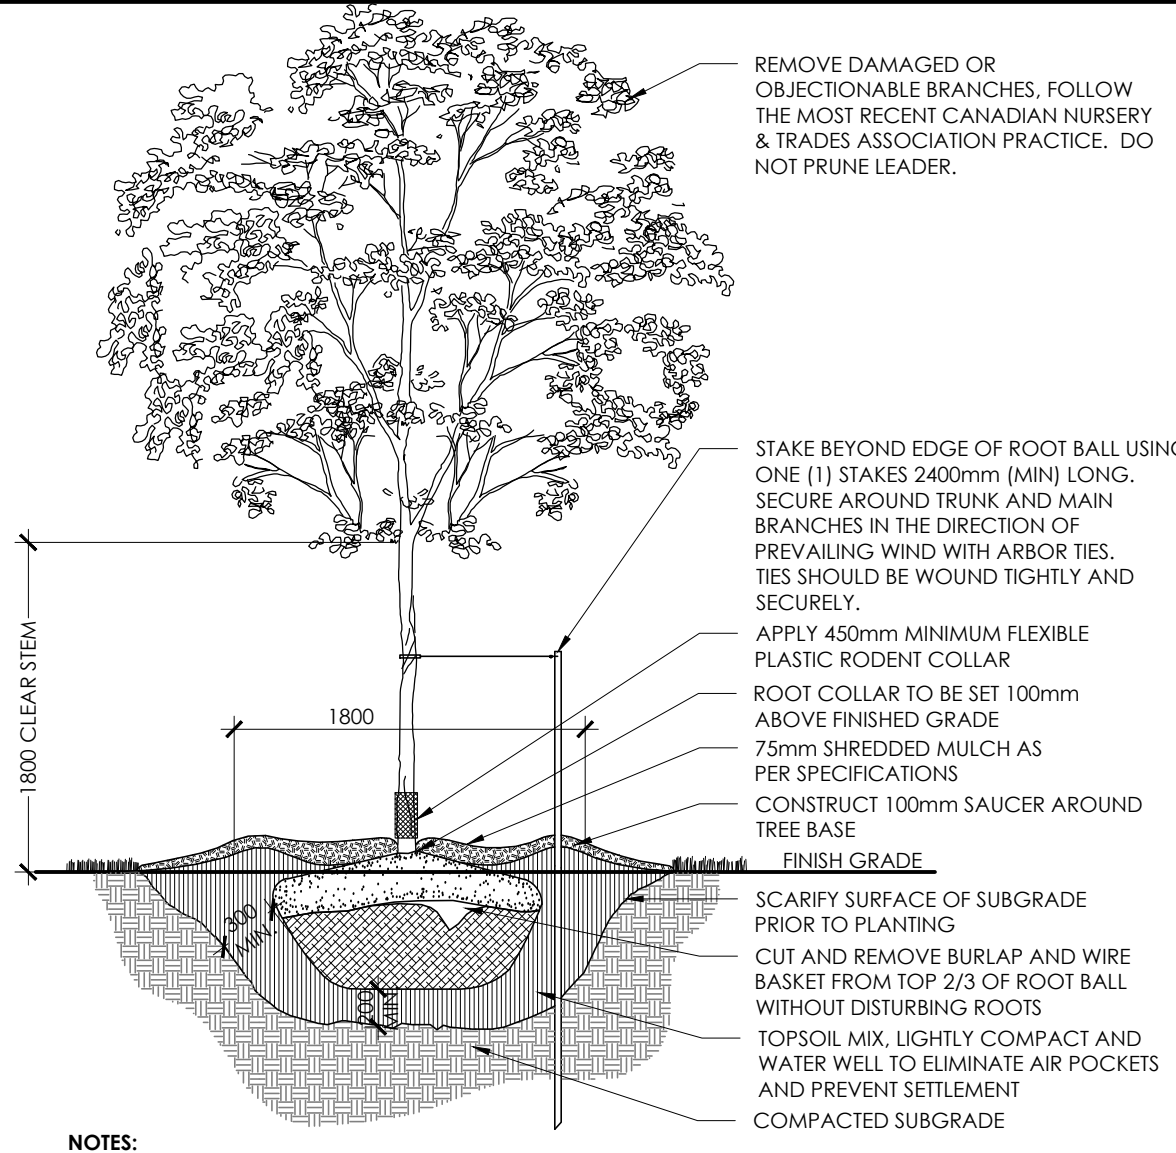 REMOVE DAMAGED OR
OBJECTIONABLE BRANCHES, FOLLOW
THE MOST RECENT CANADIAN NURSERY
& TRADES ASSOCIATION PRACTICE. DO
NOT PRUNE LEADER.
STAKE BEYOND EDGE OF ROOT BALL USING
ONE (1) STAKES 2400mm (MIN) LONG.
SECURE AROUND TRUNK AND MAIN
BRANCHES IN THE DIRECTION OF
PREVAILING WIND WITH ARBOR TIES.
TIES SHOULD BE WOUND TIGHTLY AND
SECURELY.
APPLY 450mm MINIMUM FLEXIBLE
PLASTIC RODENT COLLAR
ROOT COLLAR TO BE SET 100mm
ABOVE FINISHED GRADE
75mm SHREDDED MULCH AS
PER SPECIFICATIONS
CONSTRUCT 100mm SAUCER AROUND
TREE BASE
FINISH GRADE
SCARIFY SURFACE OF SUBGRADE
PRIOR TO PLANTING
CUT AND REMOVE BURLAP AND WIRE
BASKET FROM TOP 2/3 OF ROOT BALL
WITHOUT DISTURBING ROOTS
TOPSOIL MIX, LIGHTLY COMPACT AND
WATER WELL TO ELIMINATE AIR POCKETS
AND PREVENT SETTLEMENT
COMPACTED SUBGRADE
1800 CLEAR STEM
1800
300
MIN.
200
MIN
NOTES: